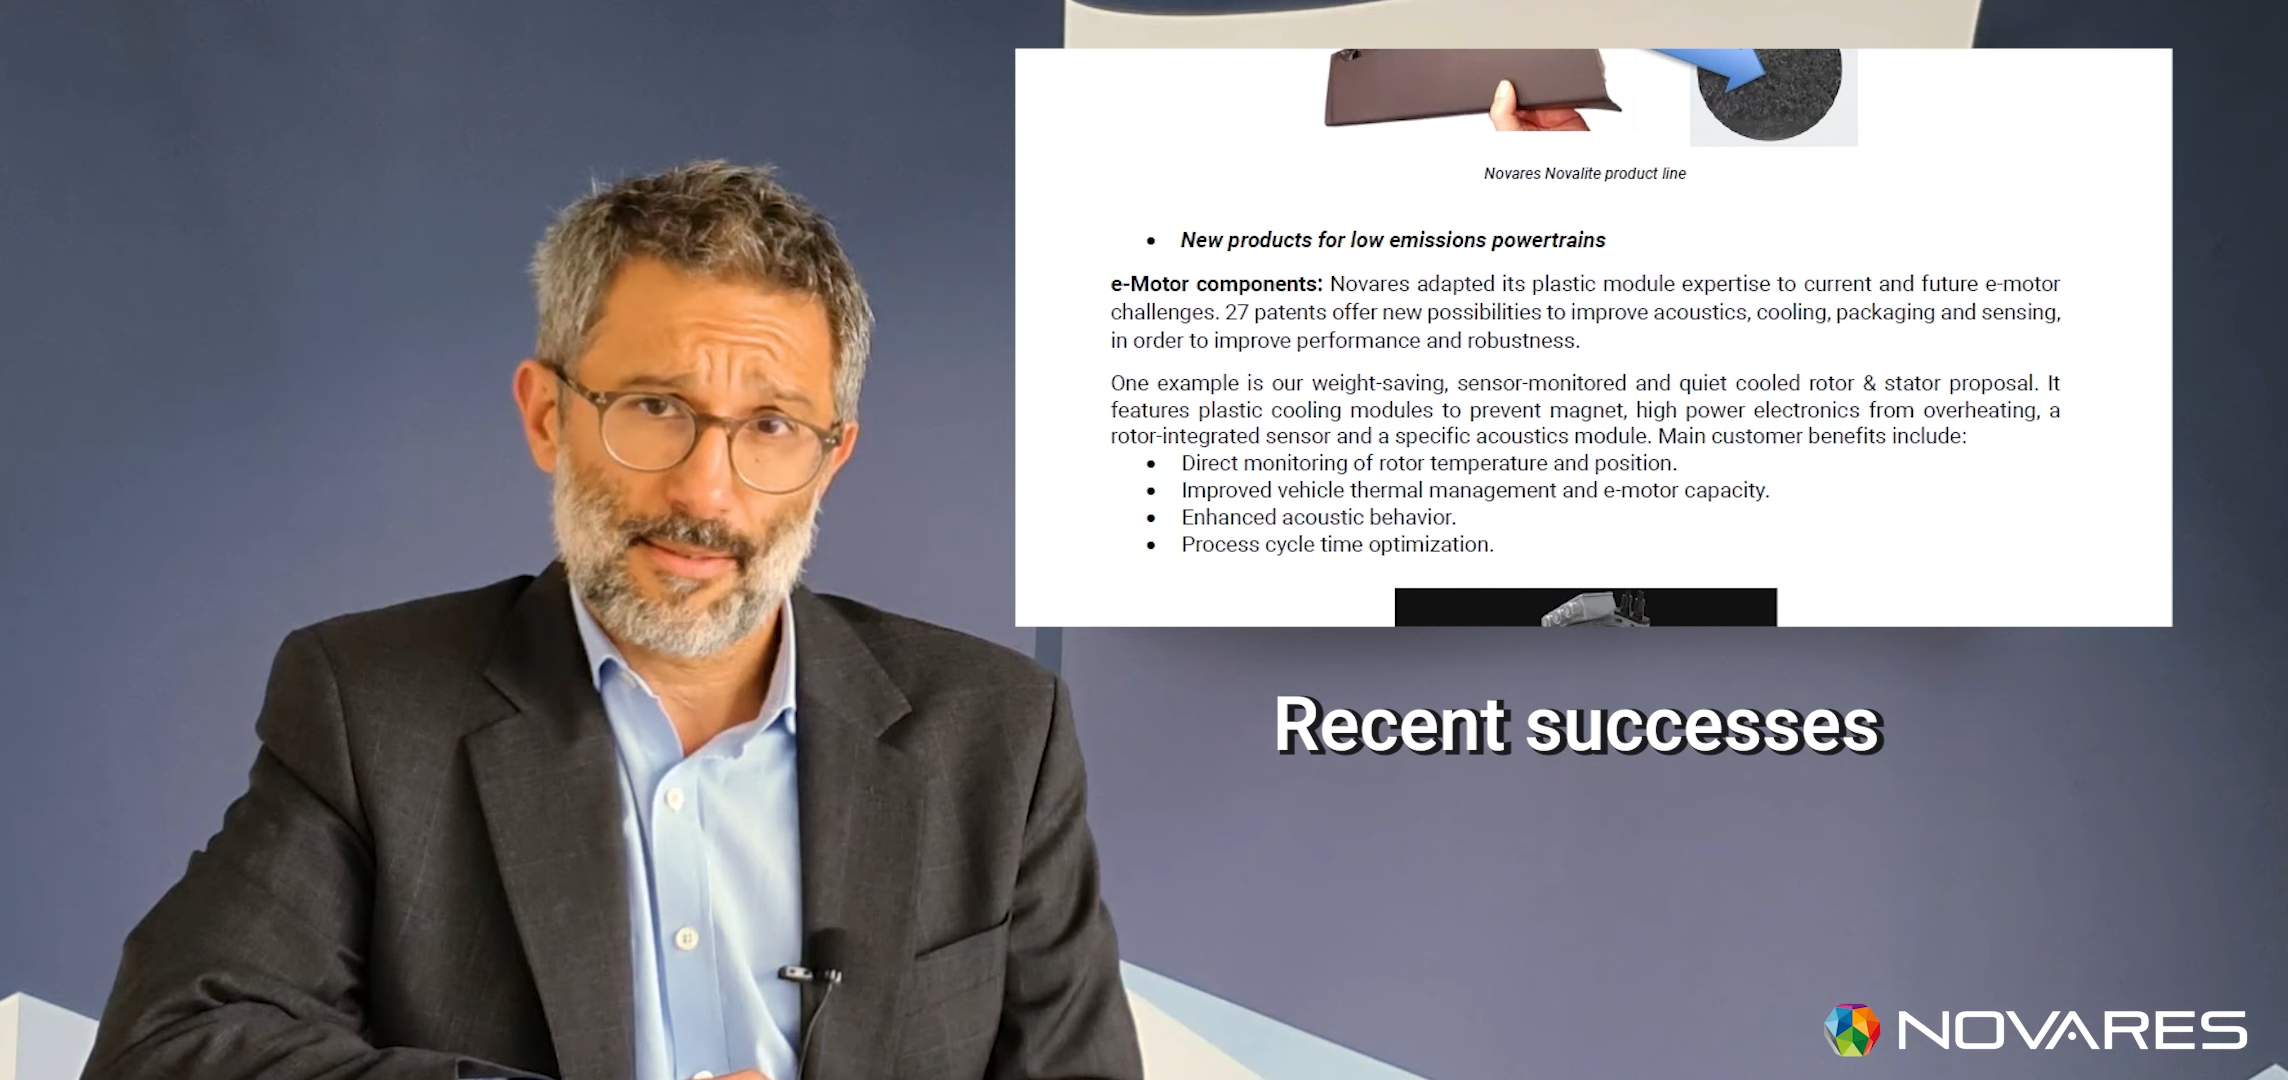 Novares Novalite product line
• New products for low emissions powertrains
e-Motor components: Novares adapted its plastic module expertise to current and future e-motor
challenges. 27 patents offer new possibilities to improve acoustics, cooling, packaging and sensing,
in order to improve performance and robustness.
One example is our weight-saving, sensor-monitored and quiet cooled rotor & stator proposal. It
features plastic cooling modules to prevent magnet, high power electronics from overheating, a
rotor-integrated sensor and a specific acoustics module. Main customer benefits include:
• Direct monitoring of rotor temperature and position.
• Improved vehicle thermal management and e-motor capacity.
• Enhanced acoustic behavior.
• Process cycle time optimization.
Recent successes
NOVARES